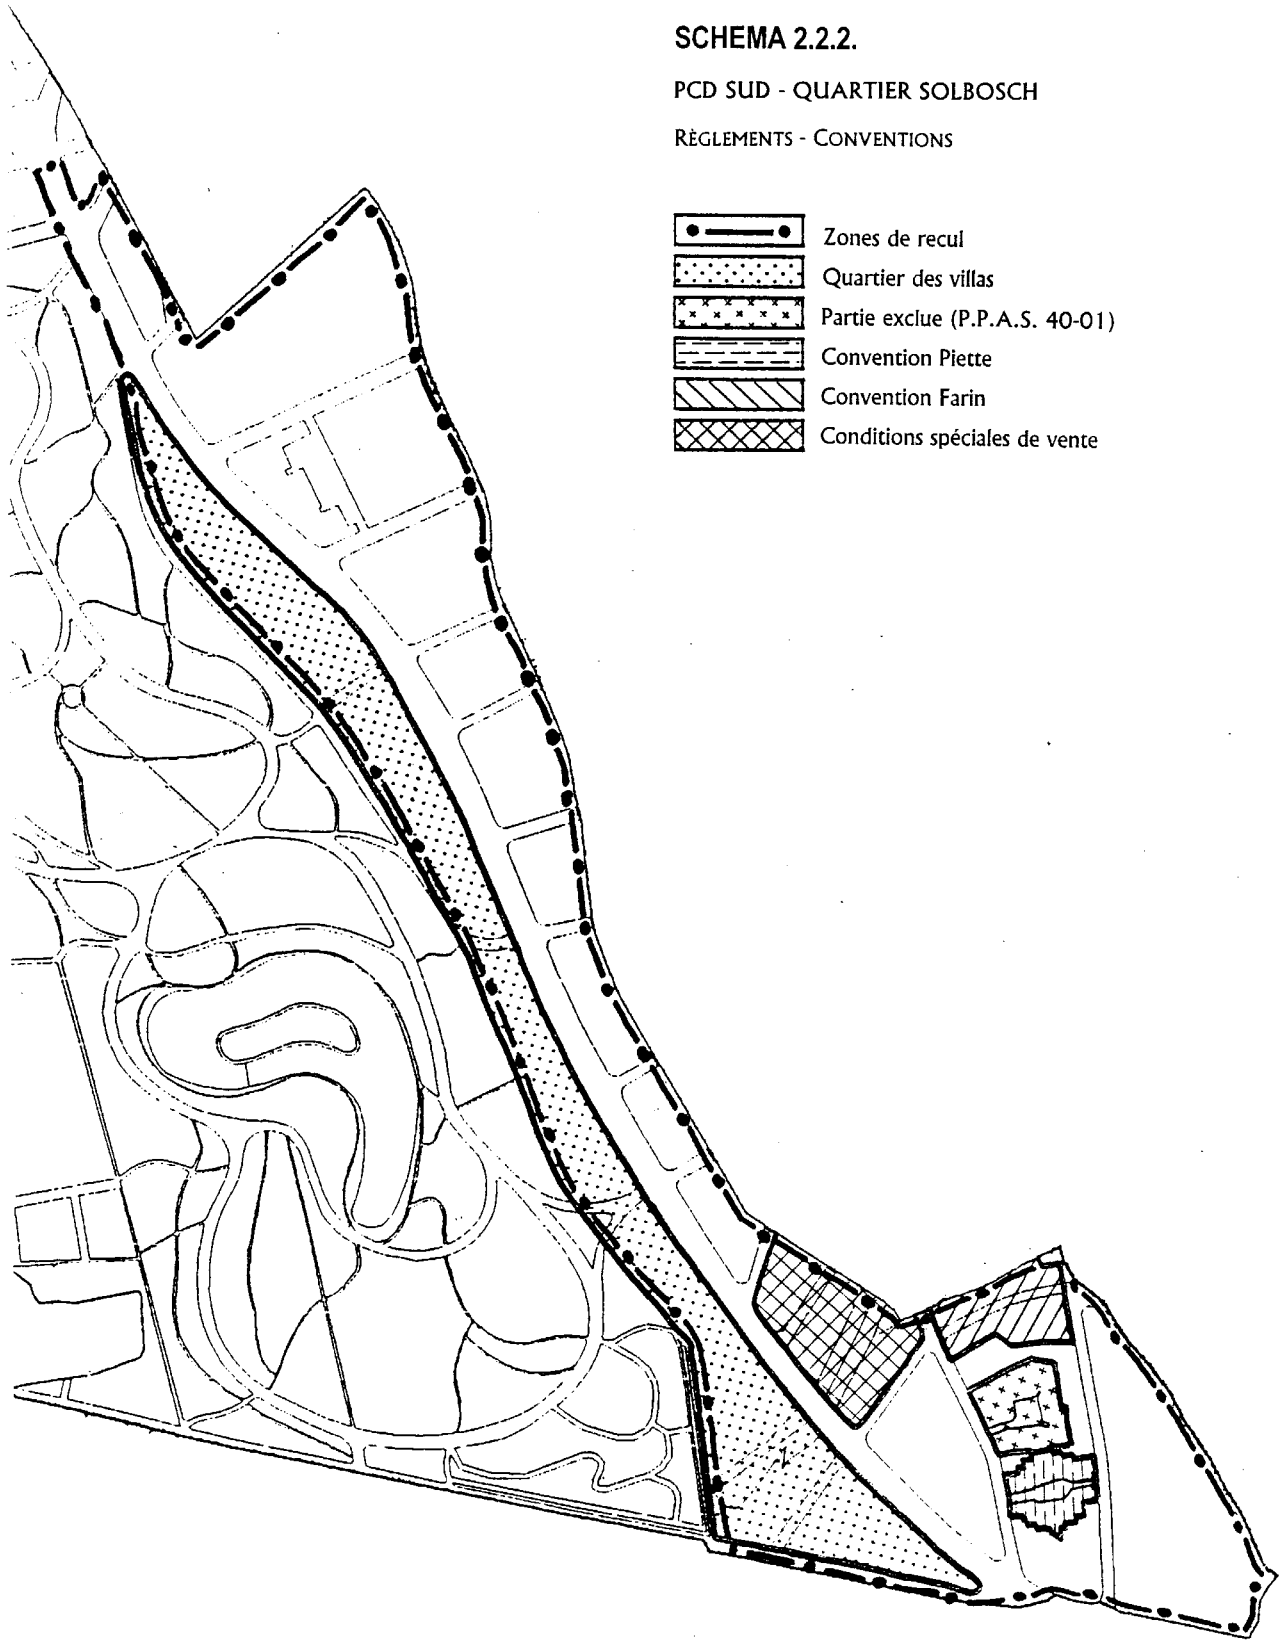 SCHEMA 2.2.2.
PCD SUD - QUARTIER SOLBOSCH
RÈGLEMENTS - CONVENTIONS
Zones de recul
Quartier des villas
Partie exclue (P.P.A.S. 40-01)
Convention Piette
Convention Farin
Conditions spéciales de vente